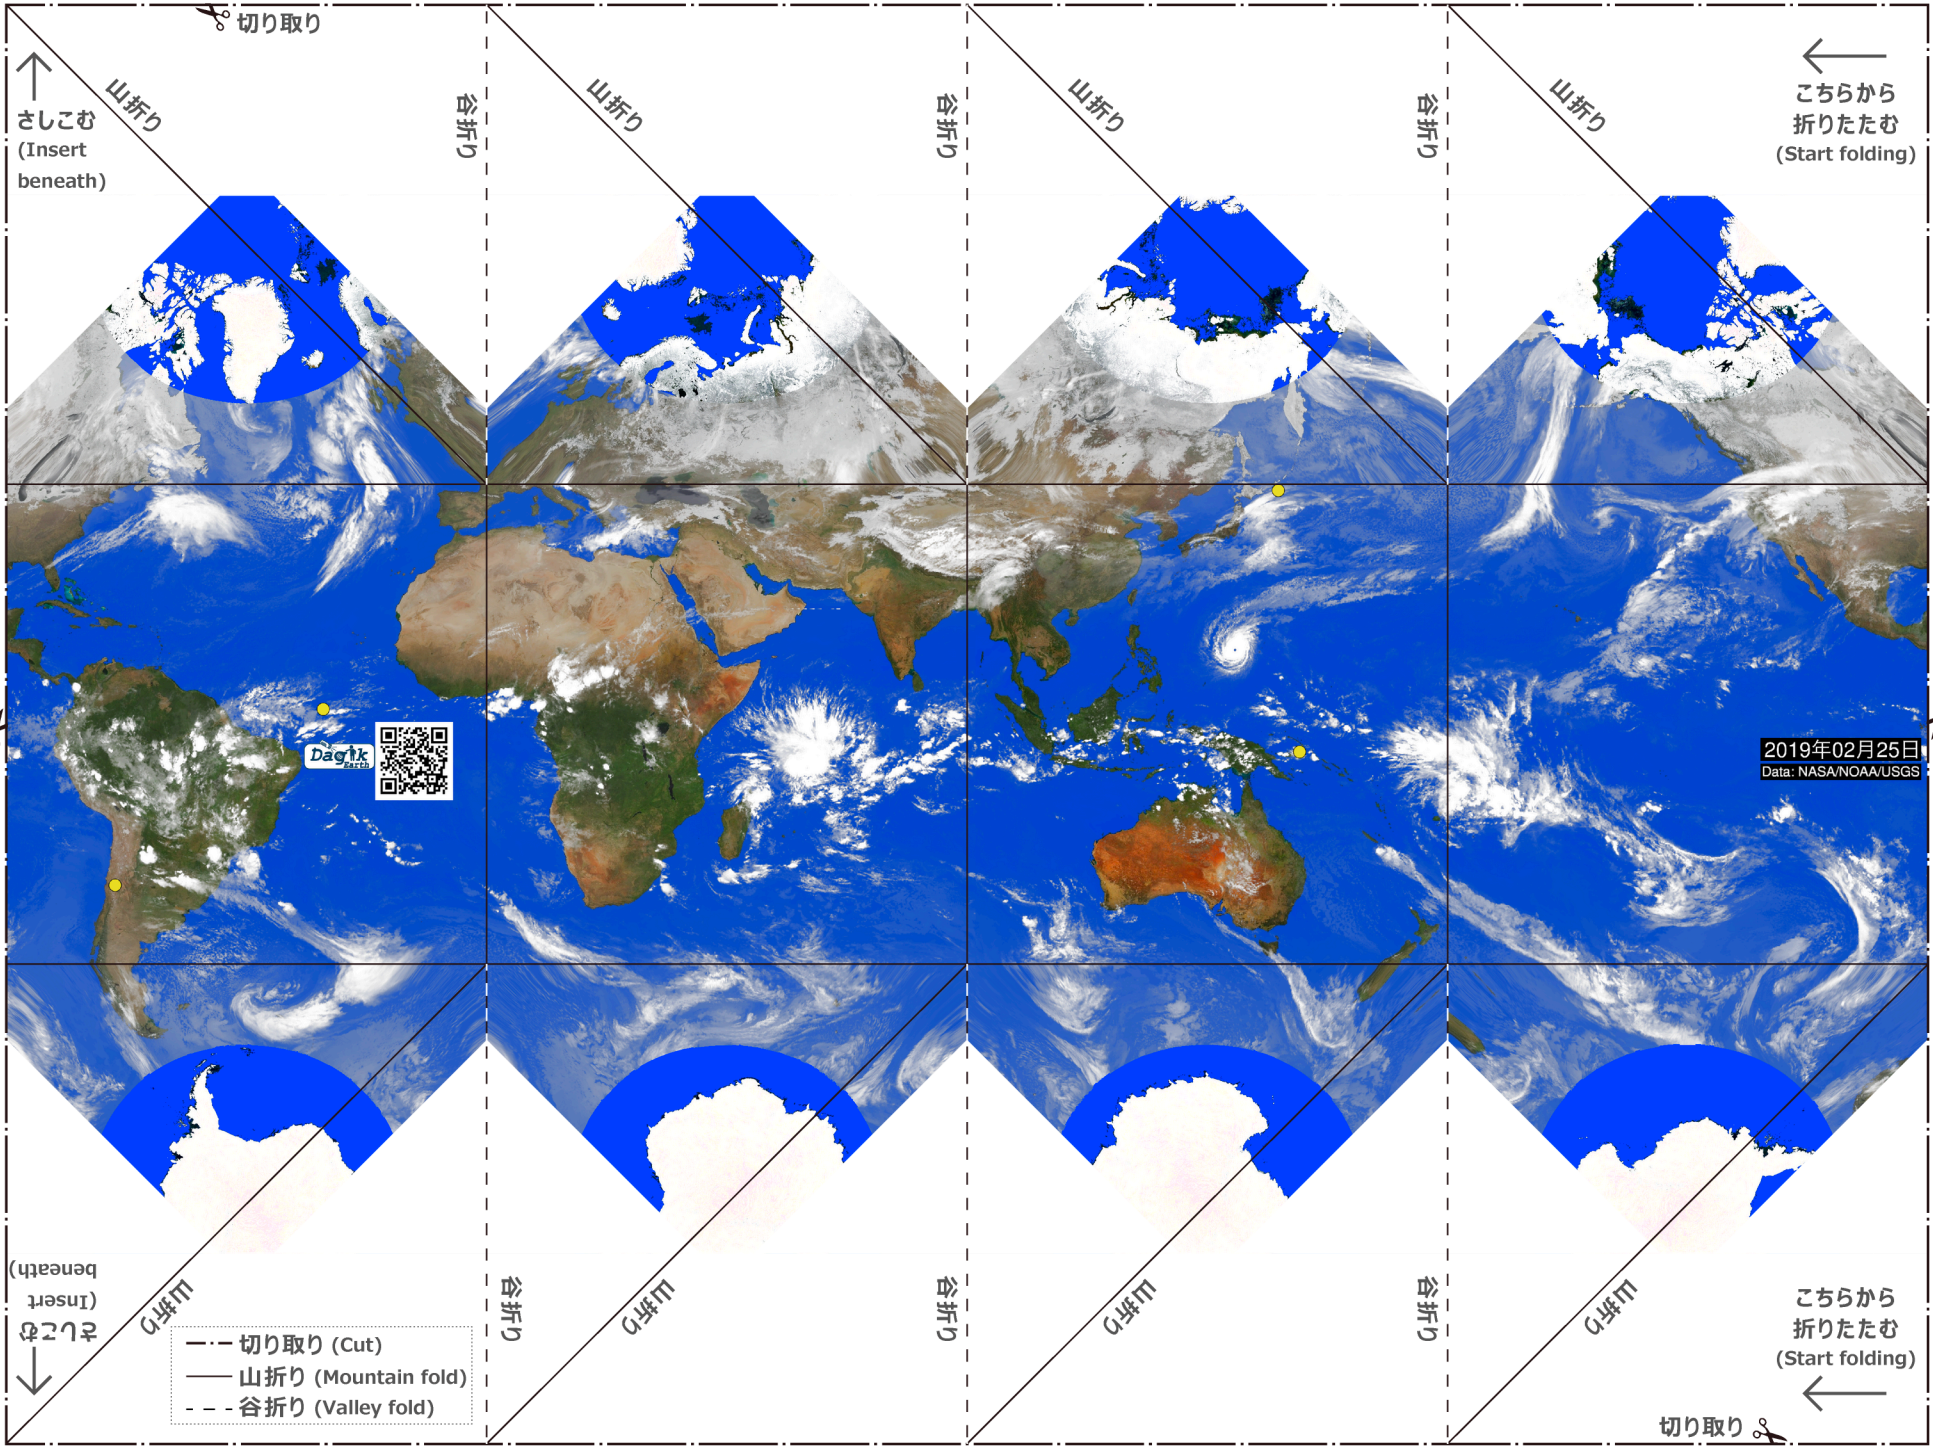 切り取り
さしこむ
(Insert
beneath)
山折り
谷折り
山折り
谷折り
山折り
谷折り
山折り
こちらから
折りたたむ
(Start folding)
Dagik
Earth
2019年02月25日
Data: NASA/NOAA/USGS
さしこむ
(Insert
beneath)
山折り
谷折り
山折り
谷折り
山折り
谷折り
山折り
こちらから
折りたたむ
(Start folding)
切り取り (Cut)
山折り (Mountain fold)
谷折り (Valley fold)
切り取り